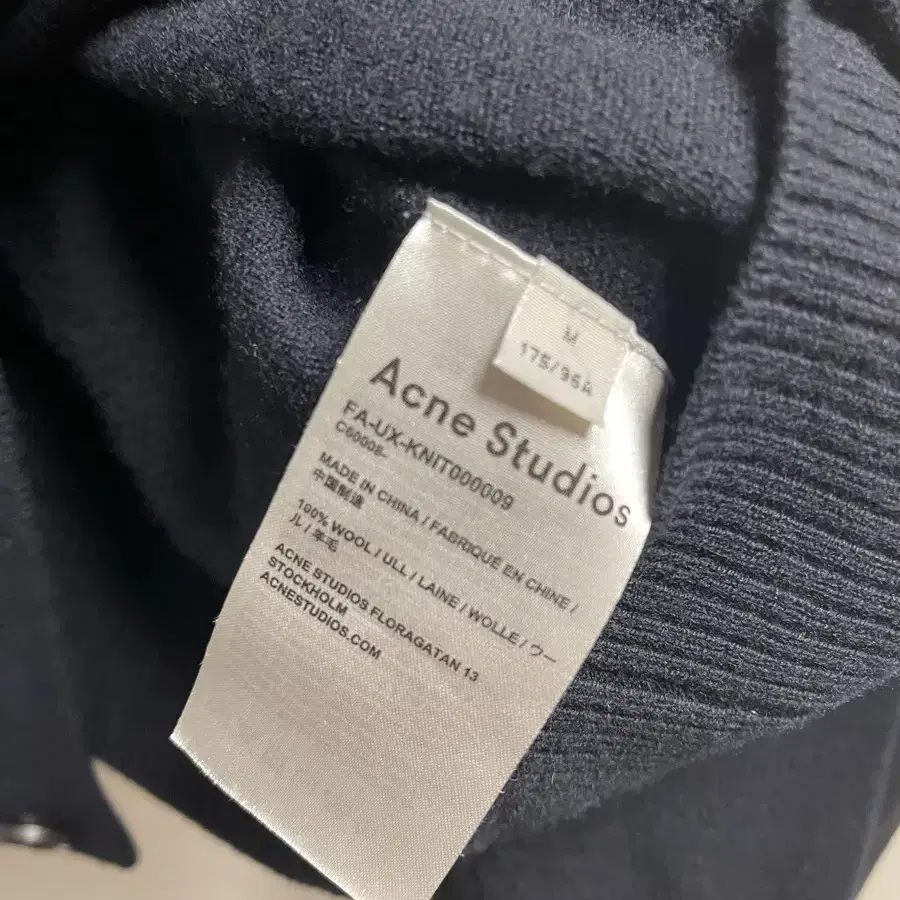 M
175/96A
Acne Studios
FA-UX-KNIT000009
C60008-
MADE IN CHINA / FABRIQUÉ EN CHINE /
中国制造
100% WOOL / ULL / LAINE / WOLLE / ウー
ル / 羊毛
ACNE STUDIOS FLORAGATAN 13
STOCKHOLM
ACNESTUDIOS.COM